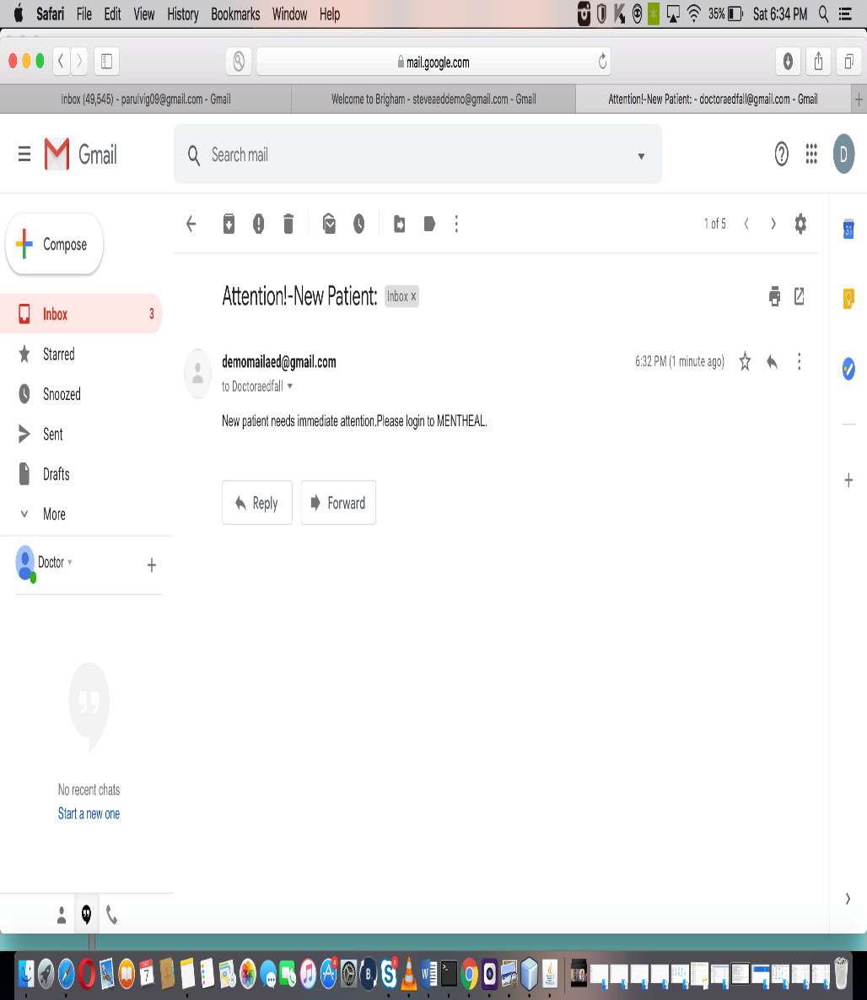 Safari File Edit View History Bookmarks Window Help 35% Sat 6:34 PM
mail.google.com
Inbox (49,545) - parulvig09@gmail.com - Gmail
Welcome to Brigham - steveaeddemo@gmail.com - Gmail
Attention!-New Patient: - doctoraedfall@gmail.com - Gmail
Gmail
Search mail
D
Compose
1 of 5
31
Attention!-New Patient: Inbox x
Inbox 3
Starred
Snoozed
Sent
Drafts
More
demomailaed@gmail.com 6:32 PM (1 minute ago)
to Doctoraedfall
New patient needs immediate attention.Please login to MENTHEAL.
Reply Forward
Doctor
No recent chats
Start a new one
7